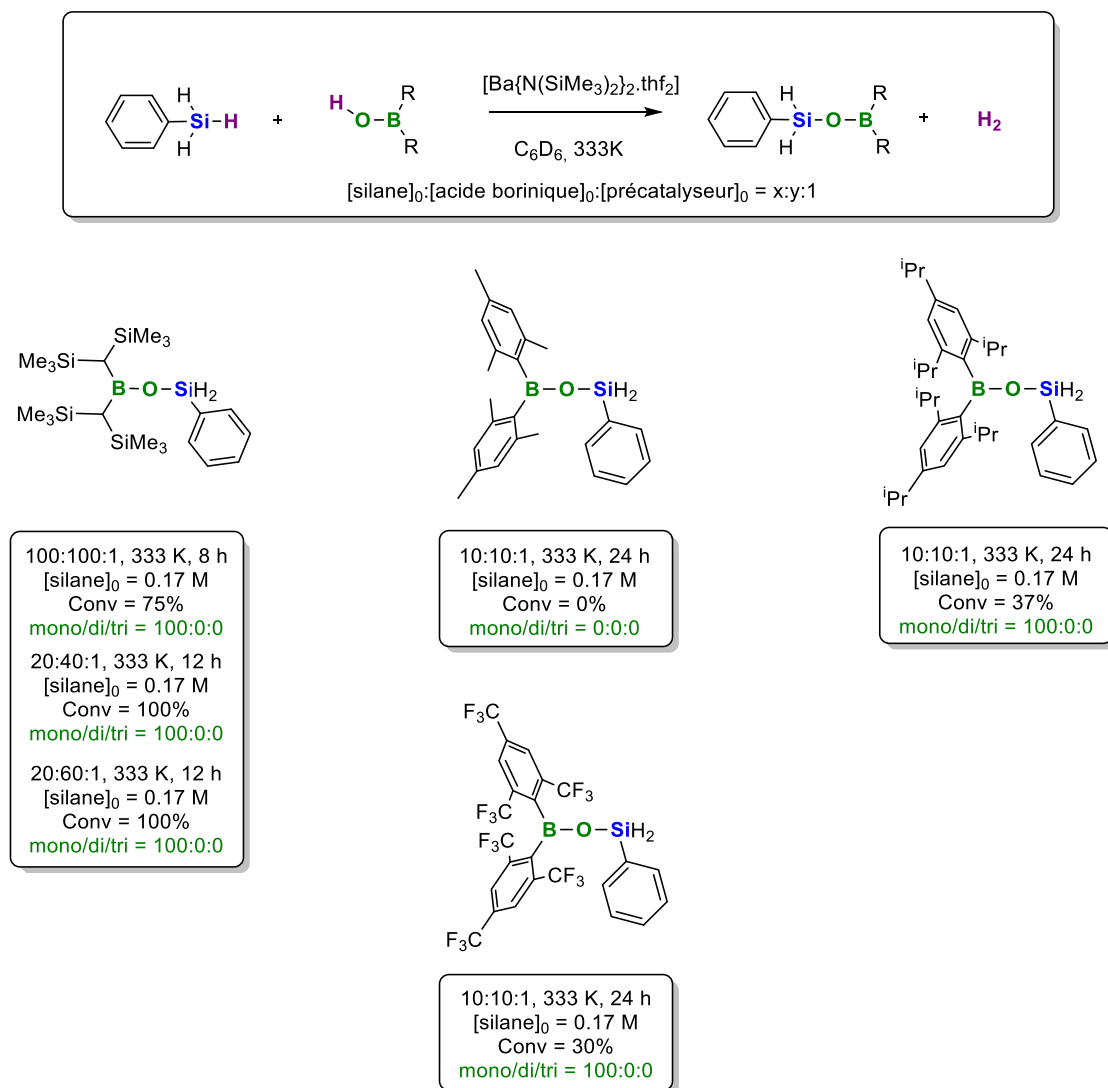 H
H
Si
H
H
+
H
O
B
R
R
[Ba{N(SiMe₃)₂}₂.thf₂]
C₆D₆, 333K
H
Si
H
O
B
R
R
+
H₂
[silane]₀:[acide borinique]₀:[précatalyseur]₀ = x:y:1
SiMe₃
Me₃Si
B
O
SiH₂
Me₃Si
SiMe₃
100:100:1, 333 K, 8 h
[silane]₀ = 0.17 M
Conv = 75%
mono/di/tri = 100:0:0
20:40:1, 333 K, 12 h
[silane]₀ = 0.17 M
Conv = 100%
mono/di/tri = 100:0:0
20:60:1, 333 K, 12 h
[silane]₀ = 0.17 M
Conv = 100%
mono/di/tri = 100:0:0
B
O
SiH₂
10:10:1, 333 K, 24 h
[silane]₀ = 0.17 M
Conv = 0%
mono/di/tri = 0:0:0
ⁱPr
ⁱPr
ⁱPr
B
O
SiH₂
ⁱPr
ⁱPr
ⁱPr
10:10:1, 333 K, 24 h
[silane]₀ = 0.17 M
Conv = 37%
mono/di/tri = 100:0:0
F₃C
CF₃
F₃C
B
O
SiH₂
CF₃
CF₃
F₃C
10:10:1, 333 K, 24 h
[silane]₀ = 0.17 M
Conv = 30%
mono/di/tri = 100:0:0